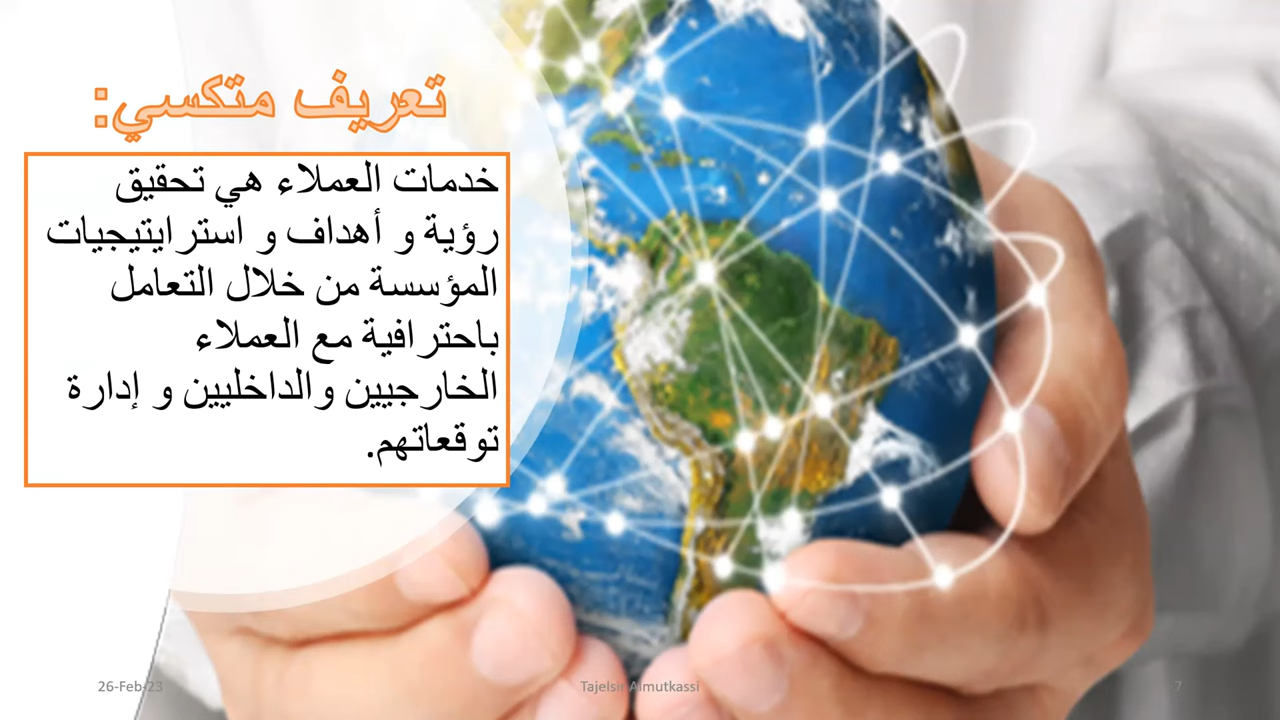 تعريف متكسي:
خدمات العملاء هي تحقيق
رؤية و أهداف و استرايتيجيات
المؤسسة من خلال التعامل
باحترافية مع العملاء
الخارجيين والداخليين و إدارة
توقعاتهم.
26-Feb-23
Tajelsir Almutkassi
7